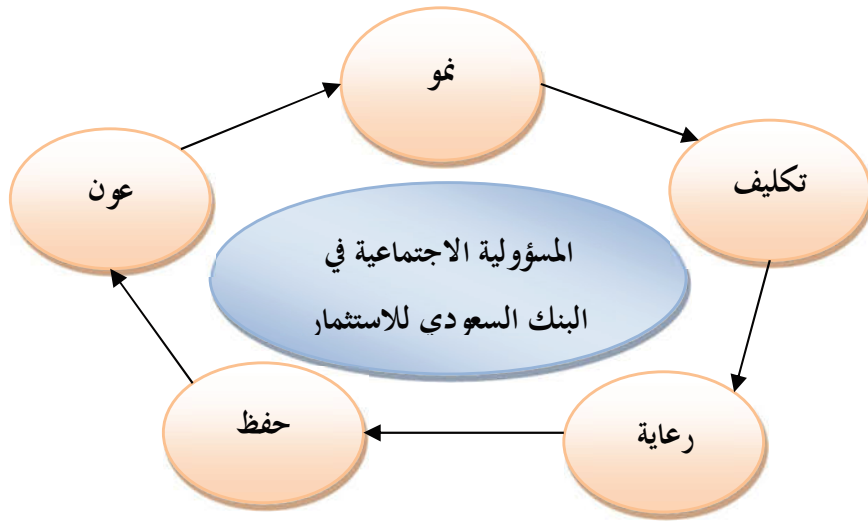 نمو
تكليف
عون
المسؤولية الاجتماعية في
البنك السعودي للاستثمار
حفظ
رعاية